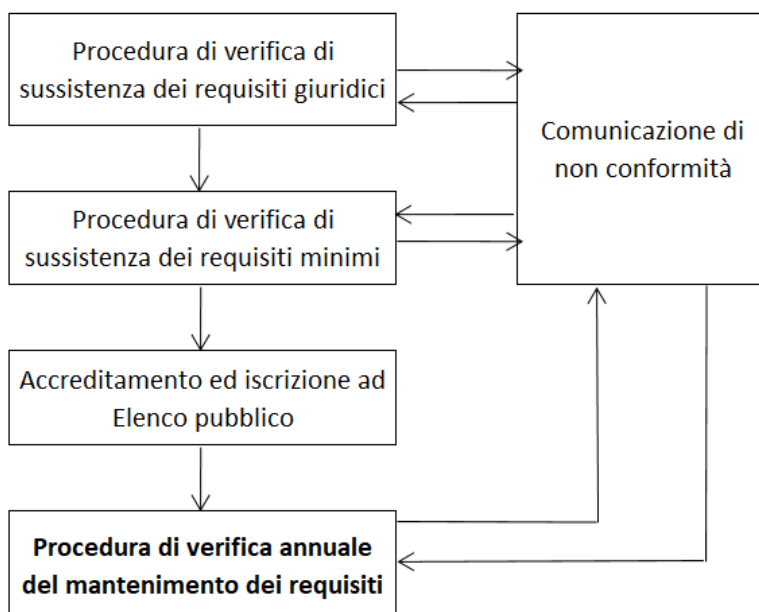 Procedura di verifica di
sussistenza dei requisiti giuridici
Comunicazione di
non conformità
Procedura di verifica di
sussistenza dei requisiti minimi
Accreditamento ed iscrizione ad
Elenco pubblico
Procedura di verifica annuale
del mantenimento dei requisiti